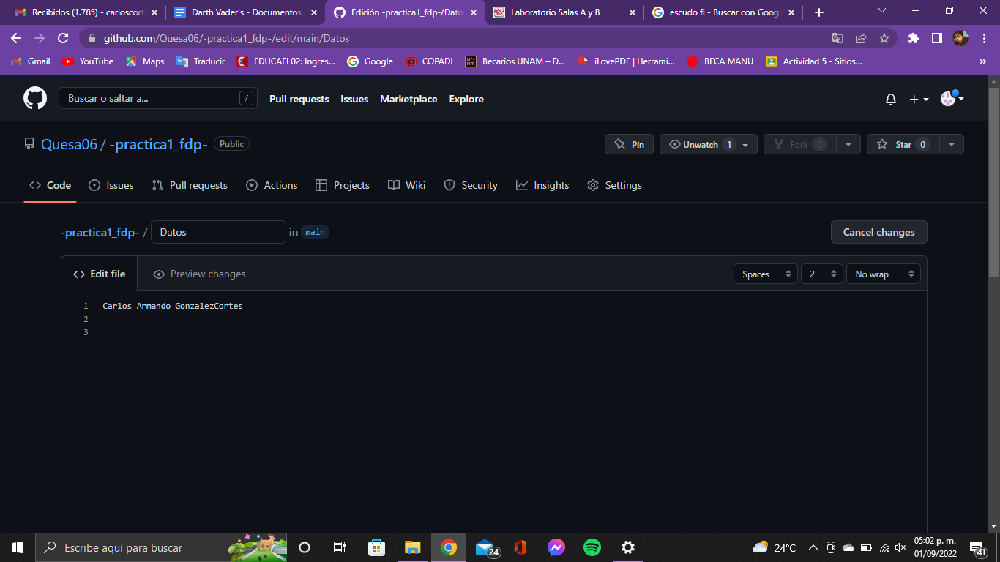 Recibidos (1.785) - carloscort
Darth Vader's - Documentos
Edición -practica1_fdp-/Dato
Laboratorio Salas A y B
escudo fi - Buscar con Googl
github.com/Quesa06/-practica1_fdp-/edit/main/Datos
Gmail
YouTube
Maps
Traducir
EDUCAFI 02: Ingres...
Google
COPADI
Becarios UNAM – D...
iLovePDF | Herrami...
BECA MANU
Actividad 5 - Sitios...
»
Buscar o saltar a...
/
Pull requests
Issues
Marketplace
Explore
Quesa06 / -practica1_fdp-
Public
Pin
Unwatch 1
Fork 0
Star 0
Code
Issues
Pull requests
Actions
Projects
Wiki
Security
Insights
Settings
-practica1_fdp- / Datos in main
Cancel changes
<> Edit file
Preview changes
Spaces
2
No wrap
1 Carlos Armando GonzalezCortes
2
3
Escribe aquí para buscar
24
24°C
05:02 p. m.
01/09/2022
41